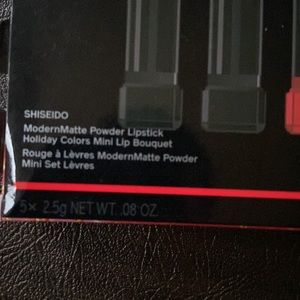 SHISEIDO
ModernMatte Powder Lipstick
Holiday Colors Mini Lip Bouquet
Rouge à Lèvres ModernMatte Powder
Mini Set Lèvres
5× 2.5g NET WT. .08 OZ.